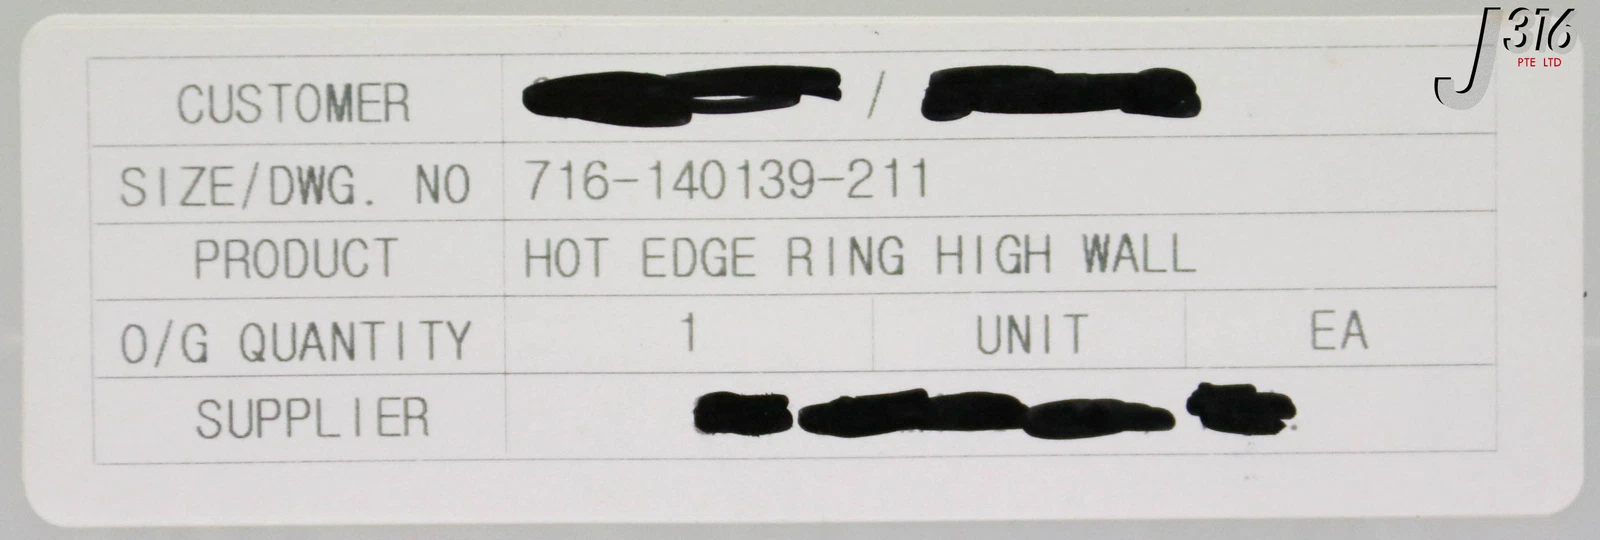 J316
PTE LTD
CUSTOMER /
SIZE/DWG. NO 716-140139-211
PRODUCT HOT EDGE RING HIGH WALL
O/G QUANTITY 1 UNIT EA
SUPPLIER